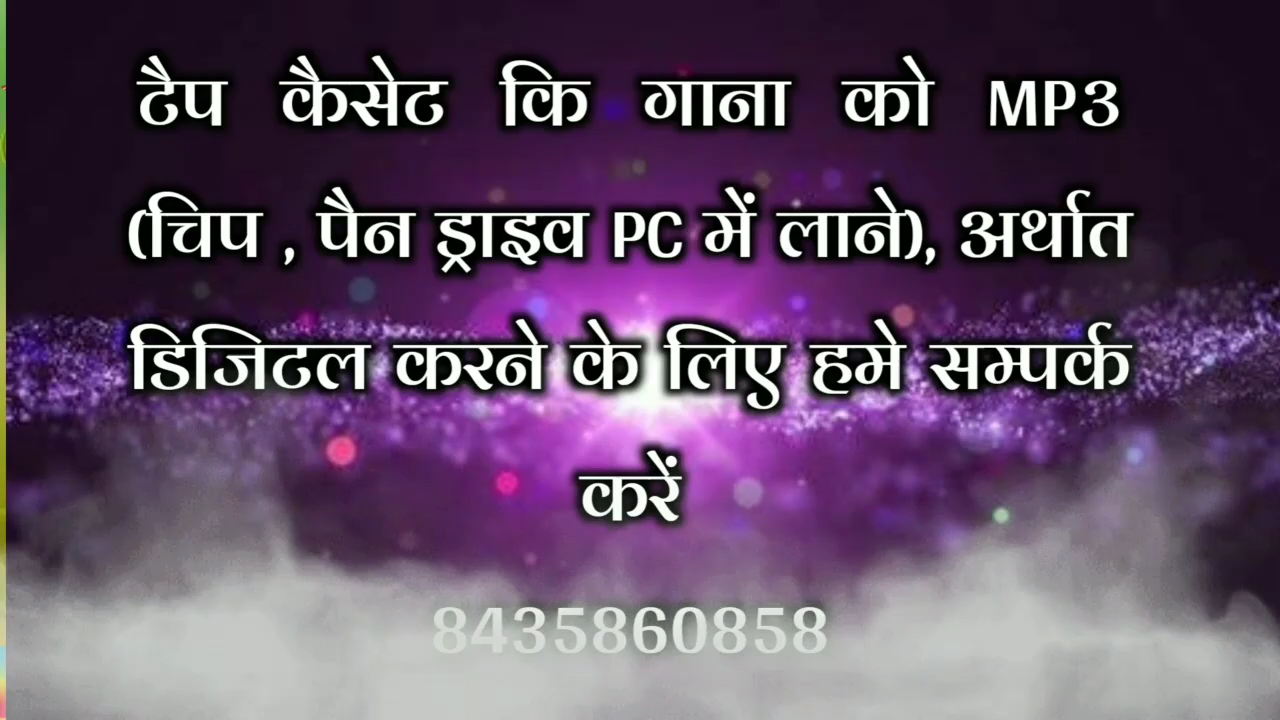 टैप कैसेट कि गाना को MP3
(चिप , पैन ड्राइव PC में लाने), अर्थात
डिजिटल करने के लिए हमे सम्पर्क
करें
8435860858